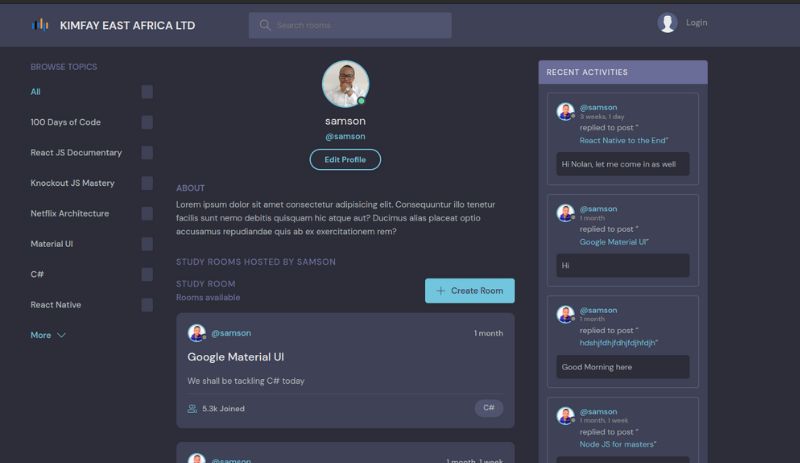 KIMFAY EAST AFRICA LTD
Search rooms
Login
BROWSE TOPICS
All
100 Days of Code
React JS Documentary
Knockout JS Mastery
Netflix Architecture
Material UI
C#
React Native
More
samson
@samson
Edit Profile
ABOUT
Lorem ipsum dolor sit amet consectetur adipisicing elit. Consequuntur illo tenetur
facilis sunt nemo debitis quisquam hic atque aut? Ducimus alias placeat optio
accusamus repudiandae quis ab ex exercitationem rem?
STUDY ROOMS HOSTED BY SAMSON
STUDY ROOM
Rooms available
Create Room
@samson
1 month
Google Material UI
We shall be tackling C# today
5.3k Joined
C#
@samson
1 month, 1 week
RECENT ACTIVITIES
@samson
3 weeks, 1 day
replied to post “
React Native to the End”
Hi Nolan, let me come in as well
@samson
1 month
replied to post “
Google Material UI”
Hi
@samson
1 month
replied to post “
hdshjfdhjfdhjfdjhfdjh”
Good Morning here
@samson
1 month, 1 week
replied to post “
Node JS for masters”